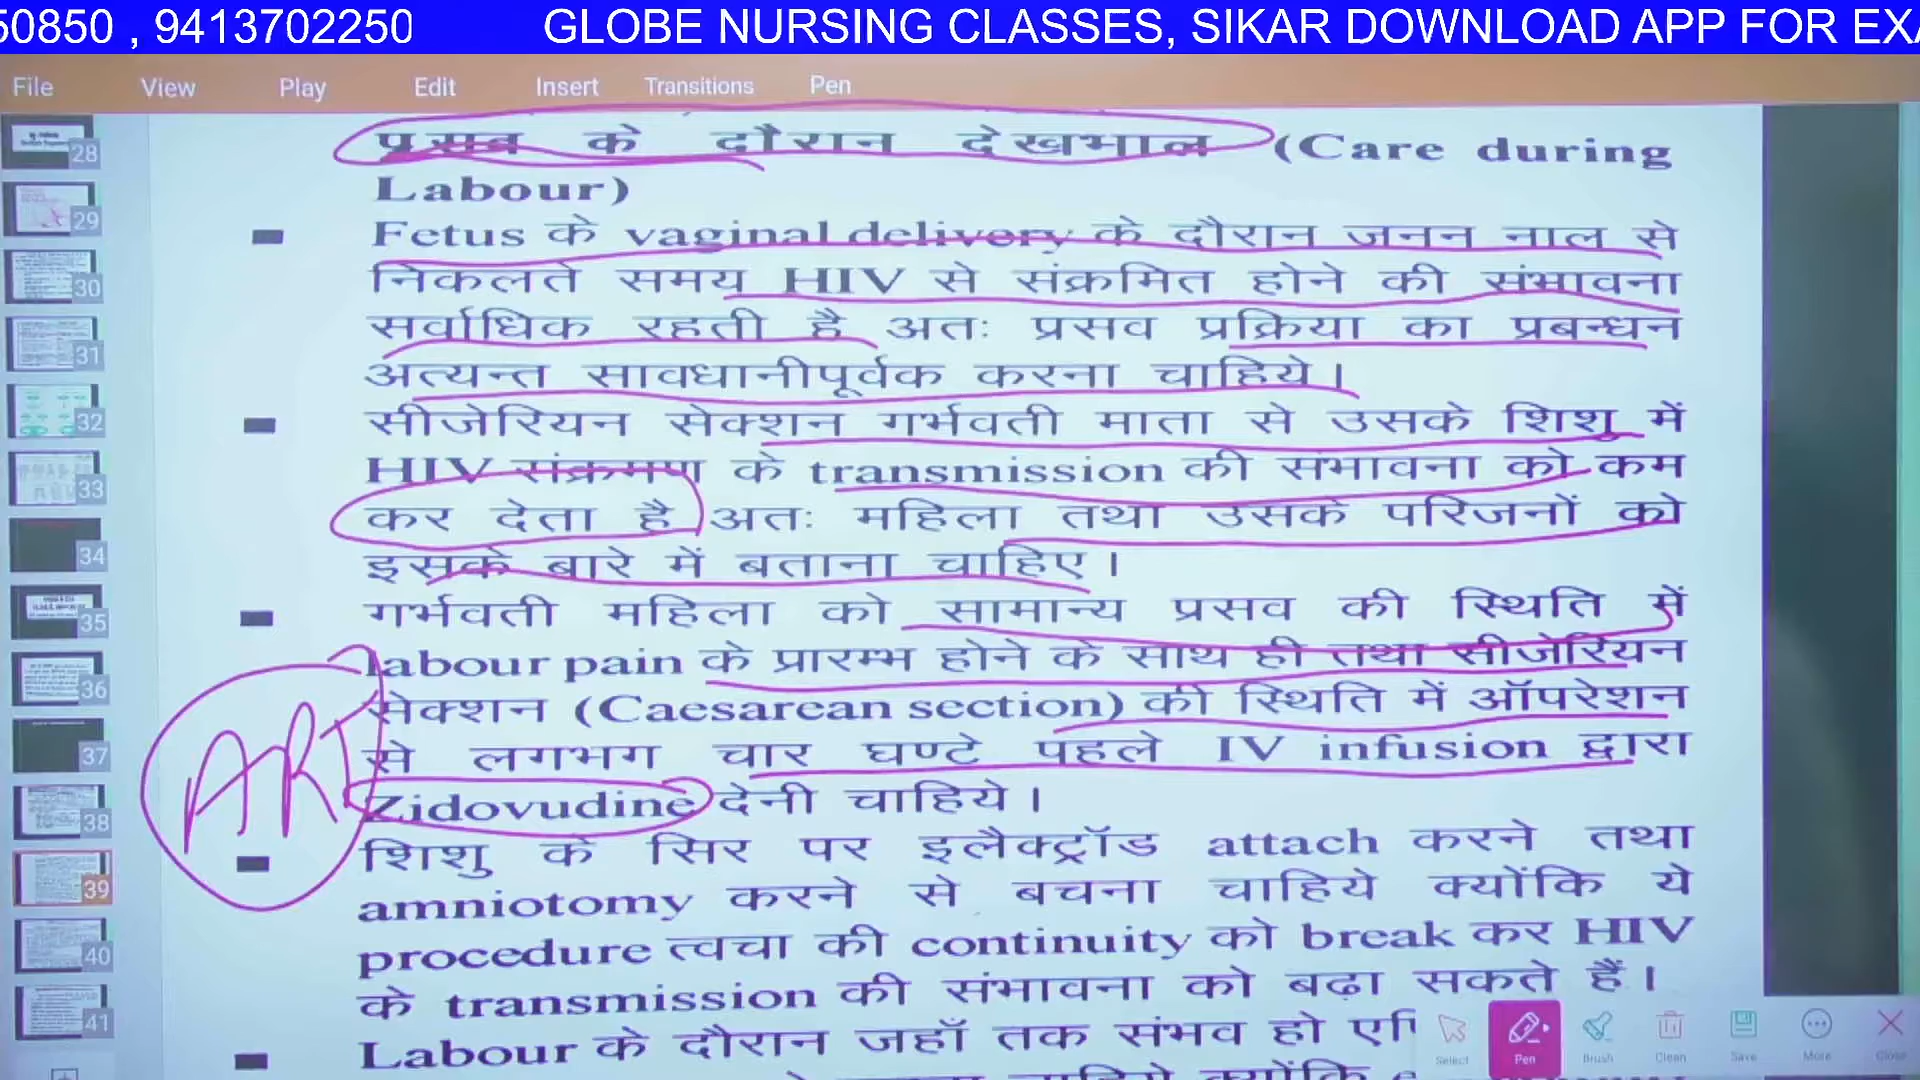 50850 , 9413702250 GLOBE NURSING CLASSES, SIKAR DOWNLOAD APP FOR EXA
File View Play Edit Insert Transitions Pen
प्रसव के दौरान देखभाल (Care during
Labour)
Fetus के vaginal delivery के दौरान जनन नाल से
निकलते समय HIV से संक्रमित होने की संभावना
सर्वाधिक रहती है अतः प्रसव प्रक्रिया का प्रबन्धन
अत्यन्त सावधानीपूर्वक करना चाहिये।
सीजेरियन सेक्शन गर्भवती माता से उसके शिशु में
HIV संक्रमण के transmission की संभावना को कम
कर देता है अतः महिला तथा उसके परिजनों को
इसके बारे में बताना चाहिए।
गर्भवती महिला को सामान्य प्रसव की स्थिति में
labour pain के प्रारम्भ होने के साथ ही तथा सीजेरियन
सेक्शन (Caesarean section) की स्थिति में ऑपरेशन
से लगभग चार घण्टे पहले IV infusion द्वारा
ART
Zidovudine देनी चाहिये।
शिशु के सिर पर इलैक्ट्रॉड attach करने तथा
amniotomy करने से बचना चाहिये क्योंकि ये
procedure त्वचा की continuity को break कर HIV
के transmission की संभावना को बढ़ा सकते हैं।
Labour के दौरान जहाँ तक संभव हो
चाहिये क्योंकि
28
29
30
31
32
33
34
35
36
37
38
39
40
41
Select Pen Brush Clean Save More Close